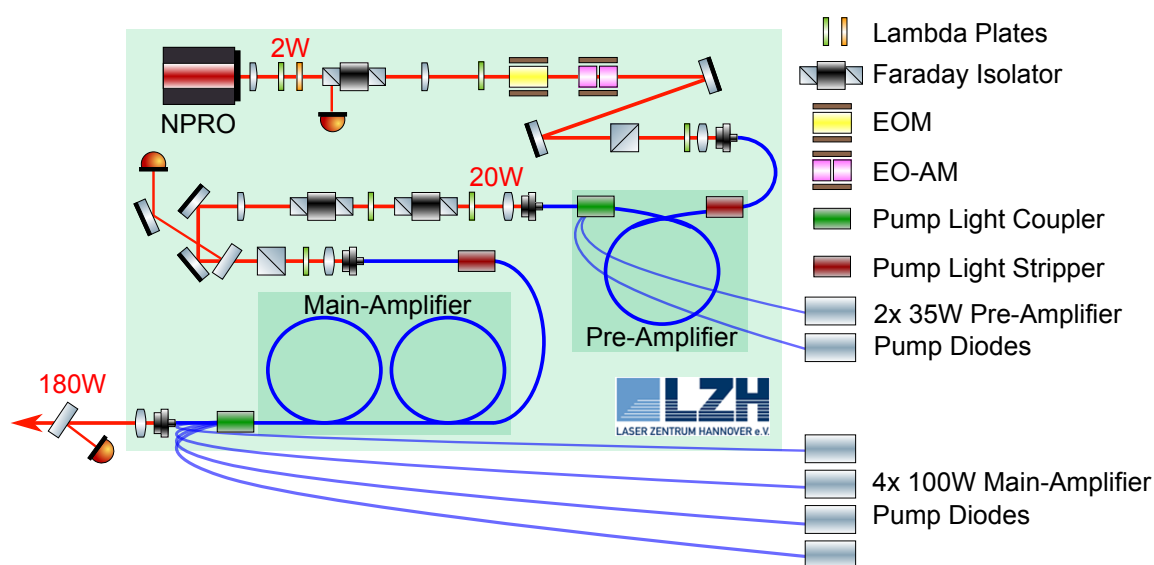 2W
NPRO
Lambda Plates
Faraday Isolator
EOM
EO-AM
Pump Light Coupler
Pump Light Stripper
20W
Pre-Amplifier
2x 35W Pre-Amplifier
Pump Diodes
Main-Amplifier
180W
LZH
LASER ZENTRUM HANNOVER e.V.
4x 100W Main-Amplifier
Pump Diodes